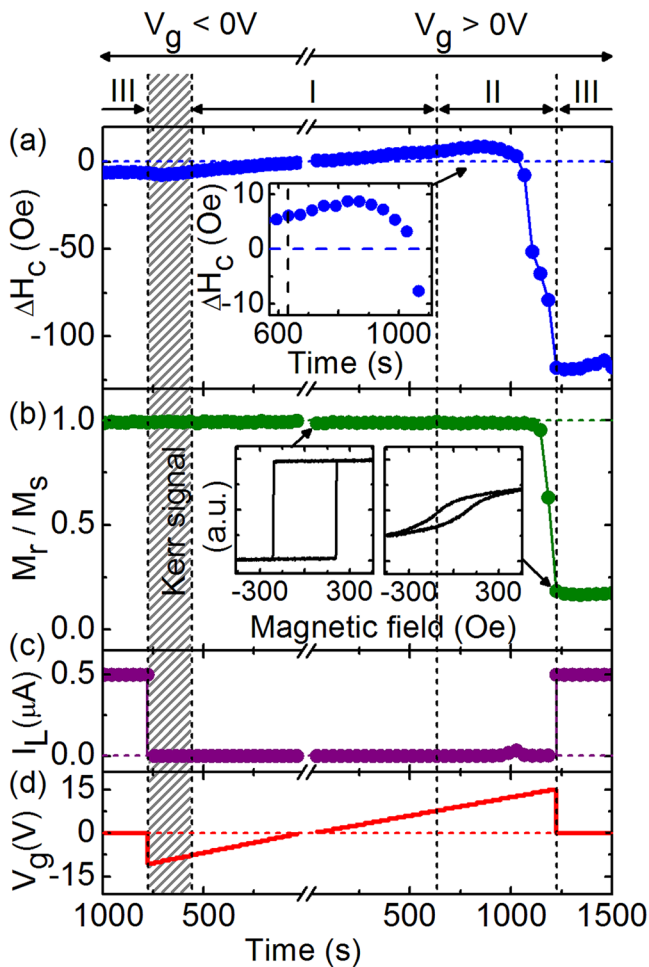 V_g < 0V V_g > 0V
III I II III
(a)
ΔH_C (Oe)
0
-50
-100
ΔH_C (Oe)
10
0
-10
600 1000
Time (s)
(b)
M_r / M_s
1.0
0.5
0.0
Kerr signal
(a.u.)
-300 300 -300 300
Magnetic field (Oe)
(c)
I_L(μA)
0.5
0.0
(d)
V_g(V)
15
0
-15
1000 500 500 1000 1500
Time (s)